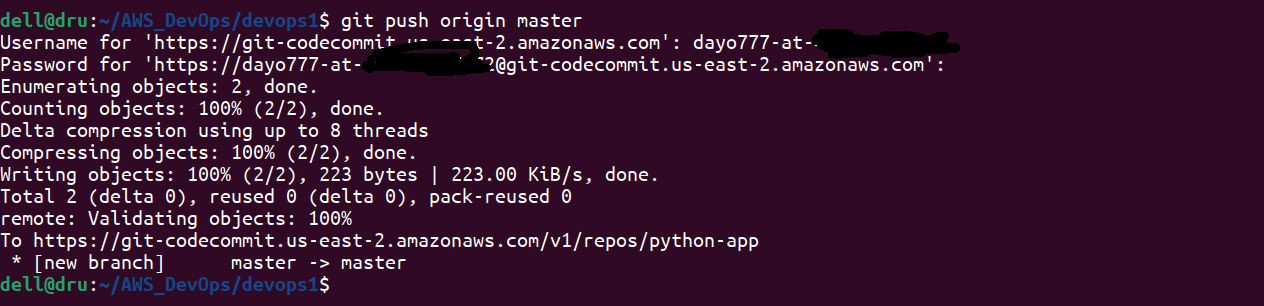 dell@dru:~/AWS_DevOps/devops1$ git push origin master
Username for 'https://git-codecommit.us-east-2.amazonaws.com': dayo777-at-
Password for 'https://dayo777-at- 2@git-codecommit.us-east-2.amazonaws.com':
Enumerating objects: 2, done.
Counting objects: 100% (2/2), done.
Delta compression using up to 8 threads
Compressing objects: 100% (2/2), done.
Writing objects: 100% (2/2), 223 bytes | 223.00 KiB/s, done.
Total 2 (delta 0), reused 0 (delta 0), pack-reused 0
remote: Validating objects: 100%
To https://git-codecommit.us-east-2.amazonaws.com/v1/repos/python-app
 * [new branch]      master -> master
dell@dru:~/AWS_DevOps/devops1$